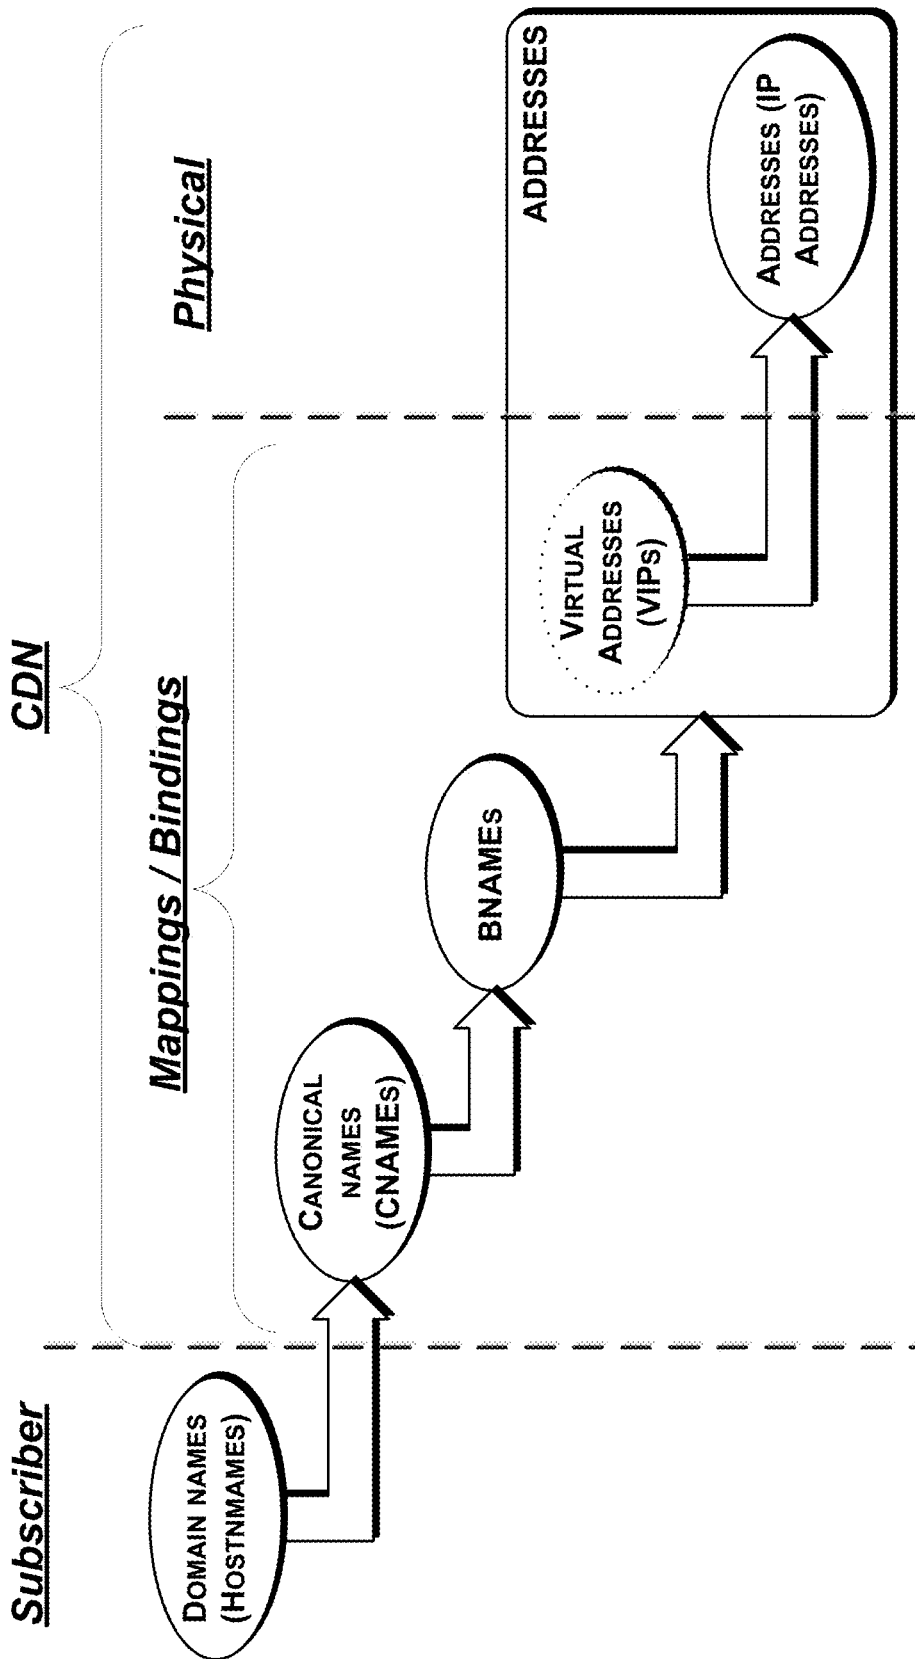 Subscriber
CDN
Mappings / Bindings
Physical
DOMAIN NAMES
(HOSTNMAMES)
CANONICAL
NAMES
(CNAMEs)
BNAMEs
VIRTUAL
ADDRESSES
(VIPs)
ADDRESSES
ADDRESSES (IP
ADDRESSES)